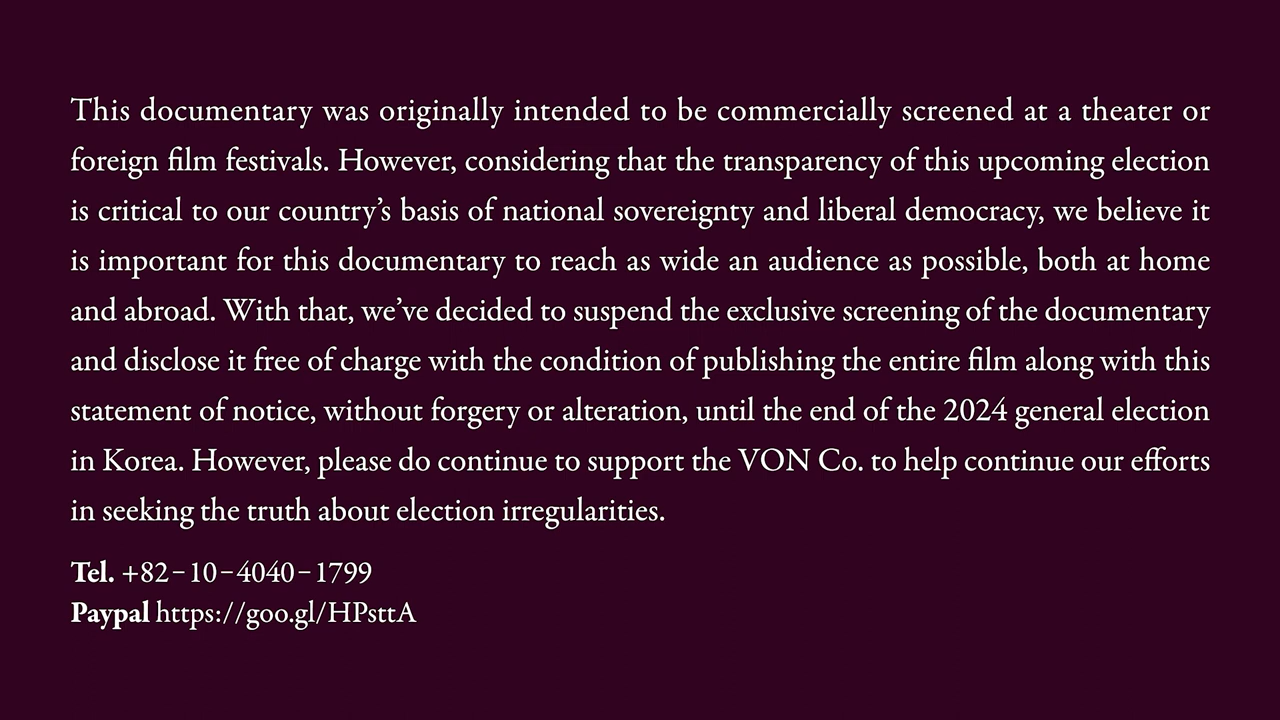 This documentary was originally intended to be commercially screened at a theater or
foreign film festivals. However, considering that the transparency of this upcoming election
is critical to our country’s basis of national sovereignty and liberal democracy, we believe it
is important for this documentary to reach as wide an audience as possible, both at home
and abroad. With that, we’ve decided to suspend the exclusive screening of the documentary
and disclose it free of charge with the condition of publishing the entire film along with this
statement of notice, without forgery or alteration, until the end of the 2024 general election
in Korea. However, please do continue to support the VON Co. to help continue our efforts
in seeking the truth about election irregularities.
Tel. +82–10–4040–1799
Paypal https://goo.gl/HPsttA